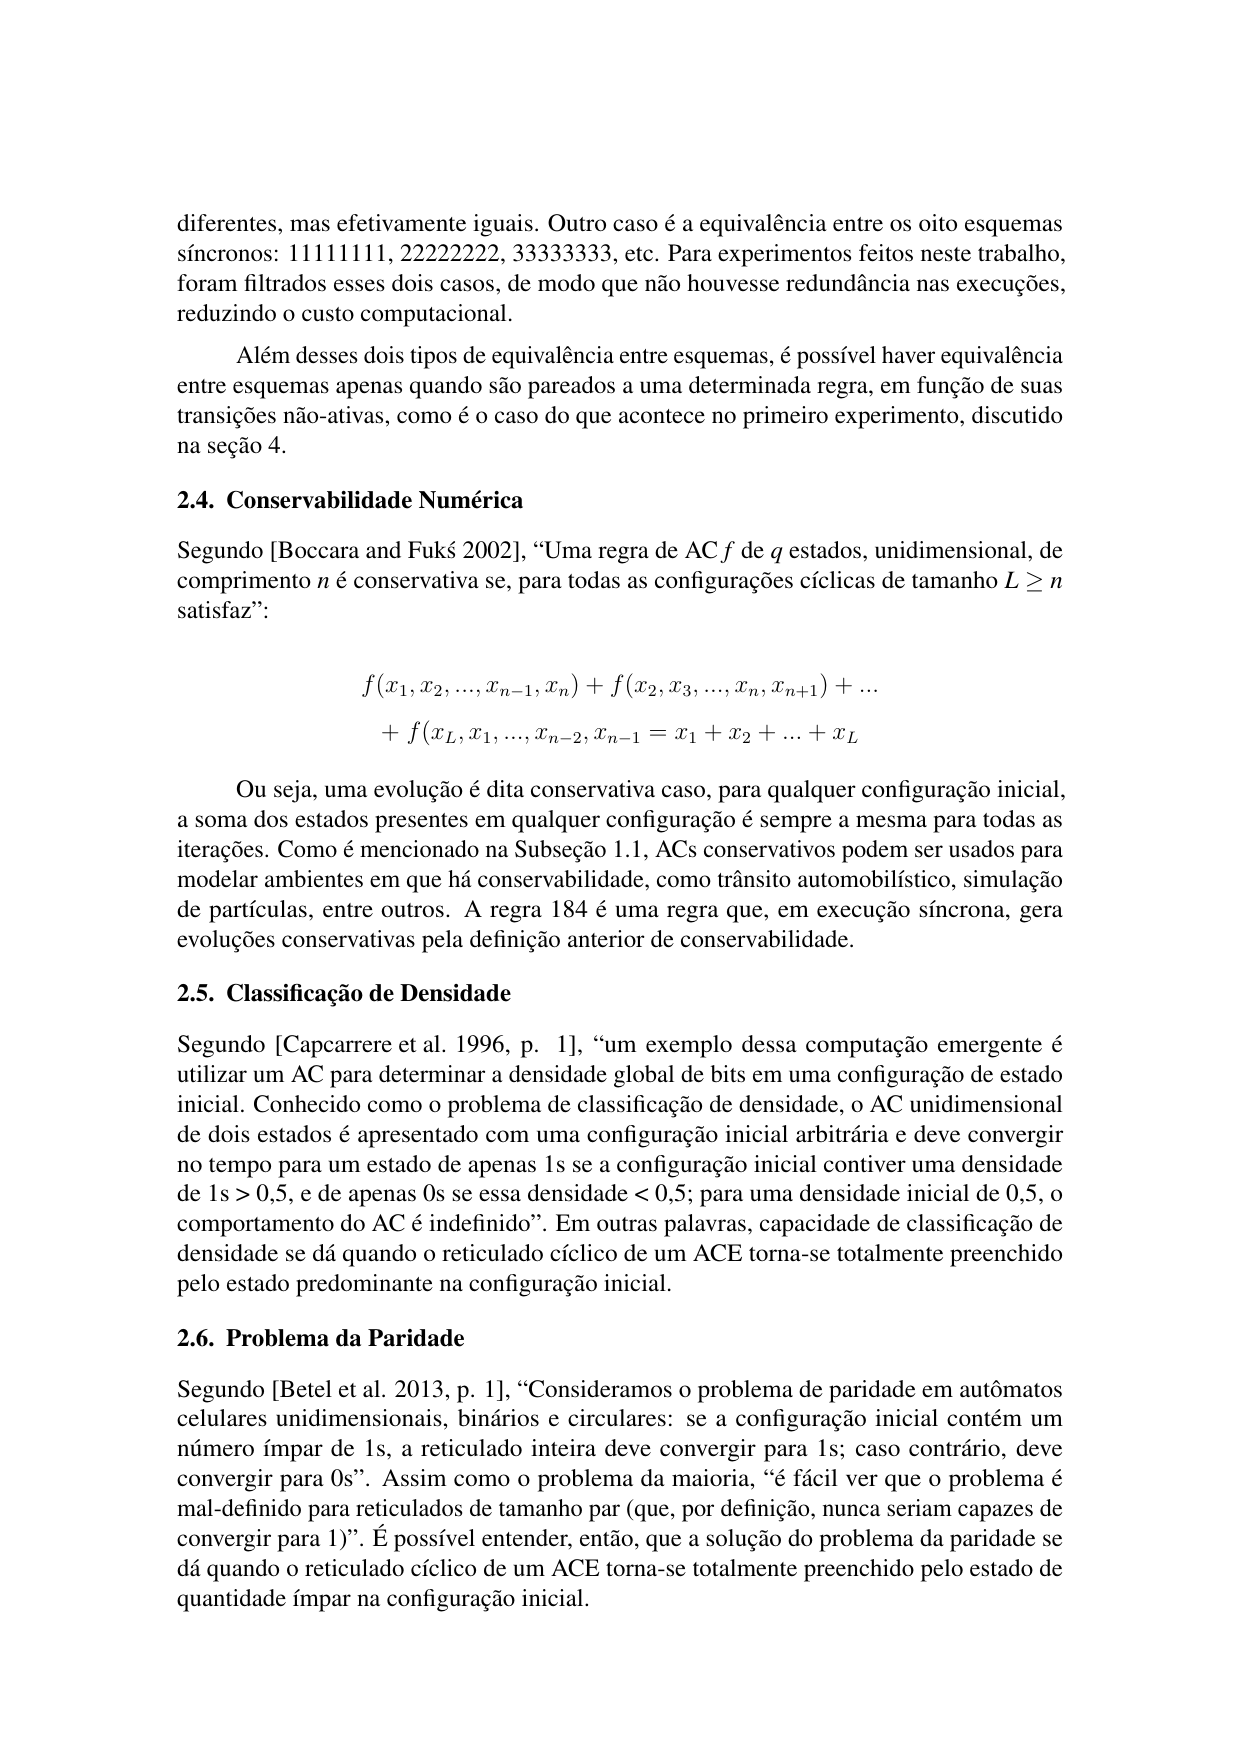 diferentes, mas efetivamente iguais. Outro caso é a equivalência entre os oito esquemas
síncronos: 11111111, 22222222, 33333333, etc. Para experimentos feitos neste trabalho,
foram filtrados esses dois casos, de modo que não houvesse redundância nas execuções,
reduzindo o custo computacional.
Além desses dois tipos de equivalência entre esquemas, é possível haver equivalência
entre esquemas apenas quando são pareados a uma determinada regra, em função de suas
transições não-ativas, como é o caso do que acontece no primeiro experimento, discutido
na seção 4.
2.4. Conservabilidade Numérica
Segundo [Boccara and Fukś 2002], “Uma regra de AC f de q estados, unidimensional, de
comprimento n é conservativa se, para todas as configurações cíclicas de tamanho L ≥ n
satisfaz”:
f(x₁, x₂, ..., xₙ₋₁, xₙ) + f(x₂, x₃, ..., xₙ, xₙ₊₁) + ...
+ f(x_L, x₁, ..., xₙ₋₂, xₙ₋₁ = x₁ + x₂ + ... + x_L
Ou seja, uma evolução é dita conservativa caso, para qualquer configuração inicial,
a soma dos estados presentes em qualquer configuração é sempre a mesma para todas as
iterações. Como é mencionado na Subseção 1.1, ACs conservativos podem ser usados para
modelar ambientes em que há conservabilidade, como trânsito automobilístico, simulação
de partículas, entre outros. A regra 184 é uma regra que, em execução síncrona, gera
evoluções conservativas pela definição anterior de conservabilidade.
2.5. Classificação de Densidade
Segundo [Capcarrere et al. 1996, p. 1], “um exemplo dessa computação emergente é
utilizar um AC para determinar a densidade global de bits em uma configuração de estado
inicial. Conhecido como o problema de classificação de densidade, o AC unidimensional
de dois estados é apresentado com uma configuração inicial arbitrária e deve convergir
no tempo para um estado de apenas 1s se a configuração inicial contiver uma densidade
de 1s > 0,5, e de apenas 0s se essa densidade < 0,5; para uma densidade inicial de 0,5, o
comportamento do AC é indefinido”. Em outras palavras, capacidade de classificação de
densidade se dá quando o reticulado cíclico de um ACE torna-se totalmente preenchido
pelo estado predominante na configuração inicial.
2.6. Problema da Paridade
Segundo [Betel et al. 2013, p. 1], “Consideramos o problema de paridade em autômatos
celulares unidimensionais, binários e circulares: se a configuração inicial contém um
número ímpar de 1s, a reticulado inteira deve convergir para 1s; caso contrário, deve
convergir para 0s”. Assim como o problema da maioria, “é fácil ver que o problema é
mal-definido para reticulados de tamanho par (que, por definição, nunca seriam capazes de
convergir para 1)”. É possível entender, então, que a solução do problema da paridade se
dá quando o reticulado cíclico de um ACE torna-se totalmente preenchido pelo estado de
quantidade ímpar na configuração inicial.